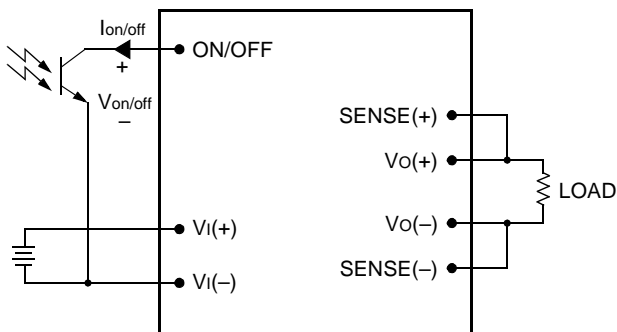 Ion/off
+
ON/OFF
Von/off
–
SENSE(+)
VO(+)
LOAD
VI(+)
VO(–)
VI(–)
SENSE(–)